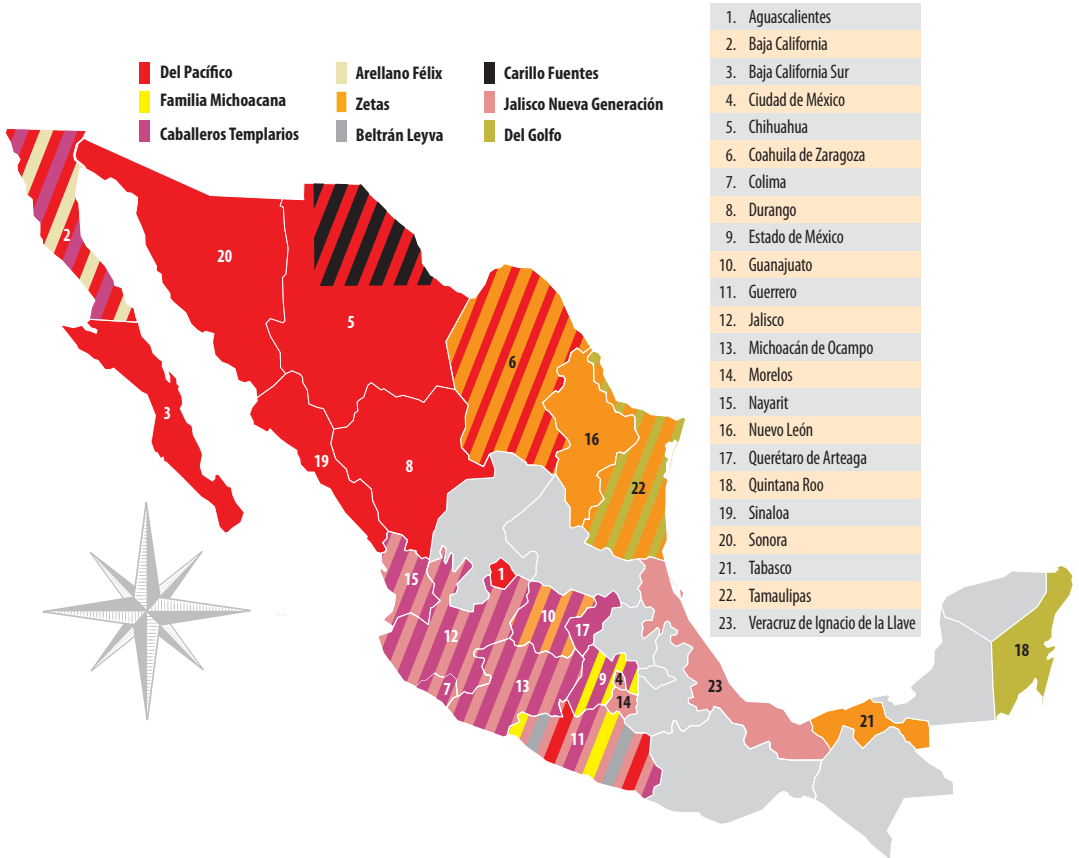 Del Pacífico
Familia Michoacana
Caballeros Templarios
Arellano Félix
Zetas
Beltrán Leyva
Carillo Fuentes
Jalisco Nueva Generación
Del Golfo
1. Aguascalientes
2. Baja California
3. Baja California Sur
4. Ciudad de México
5. Chihuahua
6. Coahuila de Zaragoza
7. Colima
8. Durango
9. Estado de México
10. Guanajuato
11. Guerrero
12. Jalisco
13. Michoacán de Ocampo
14. Morelos
15. Nayarit
16. Nuevo León
17. Querétaro de Arteaga
18. Quintana Roo
19. Sinaloa
20. Sonora
21. Tabasco
22. Tamaulipas
23. Veracruz de Ignacio de la Llave
2
20
5
6
3
19
8
16
22
15
1
12
10
17
7
13
9
4
14
11
23
21
18